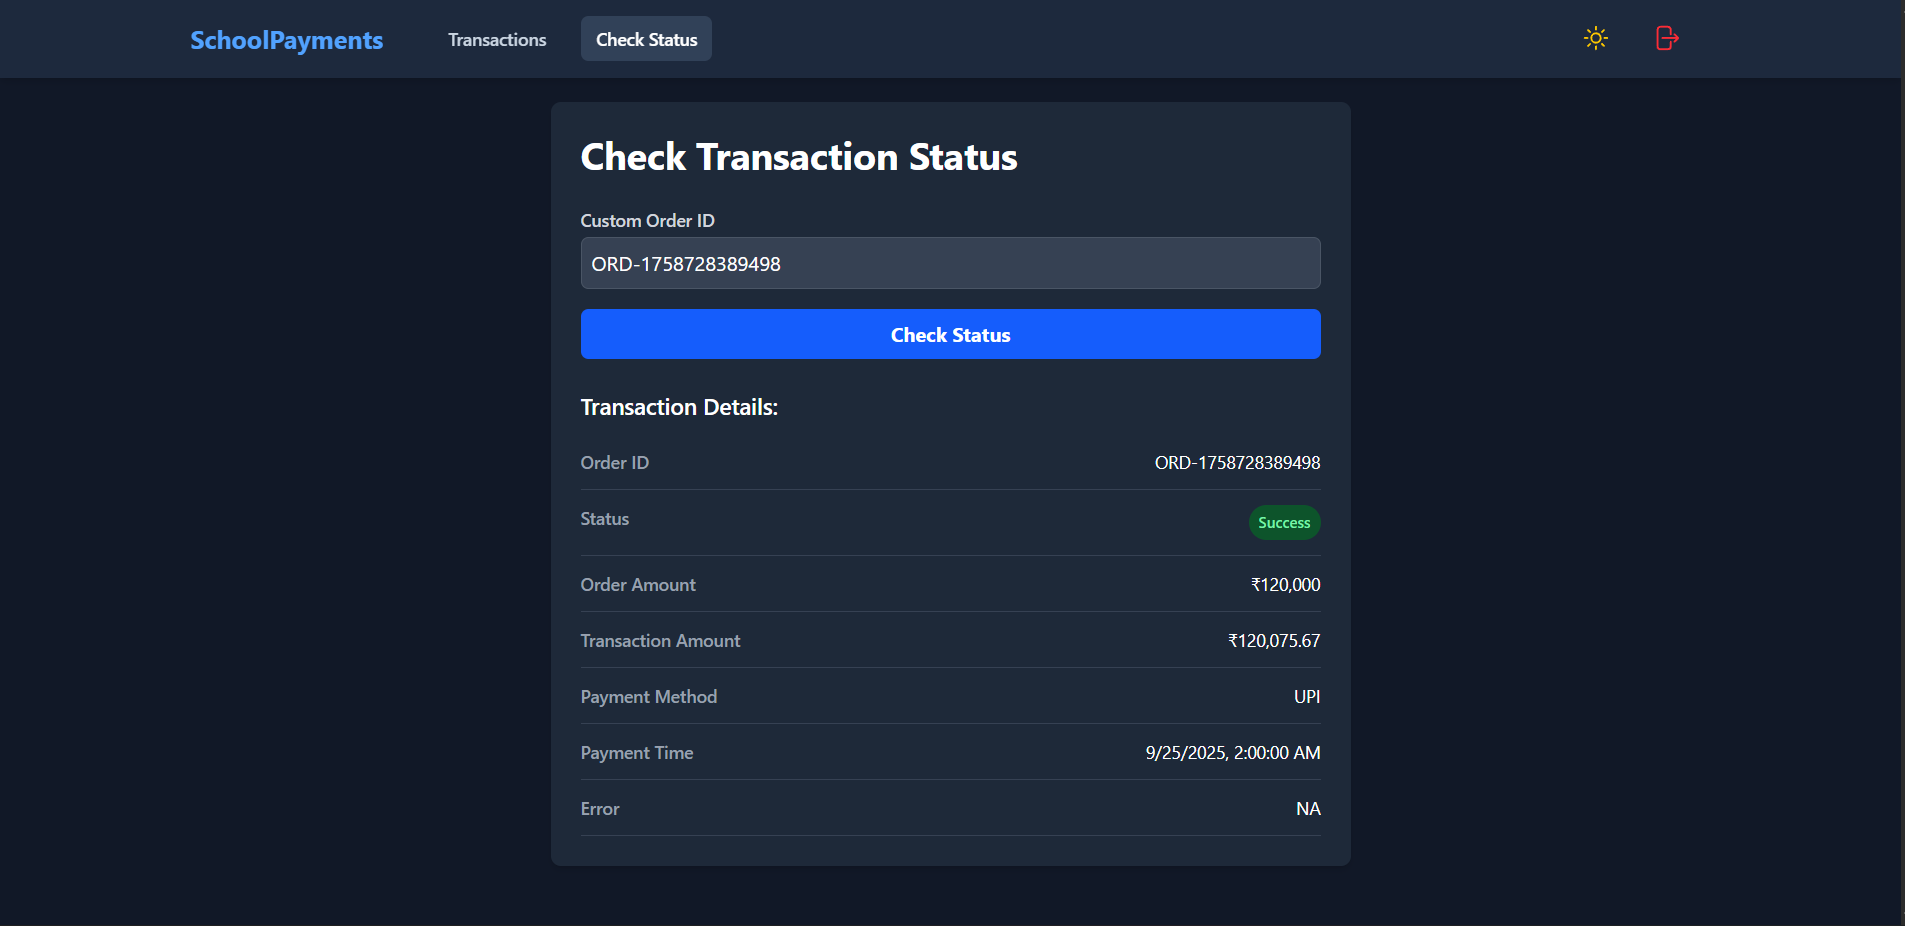 SchoolPayments Transactions Check Status
Check Transaction Status
Custom Order ID
ORD-1758728389498
Check Status
Transaction Details:
Order ID ORD-1758728389498
Status Success
Order Amount ₹120,000
Transaction Amount ₹120,075.67
Payment Method UPI
Payment Time 9/25/2025, 2:00:00 AM
Error NA